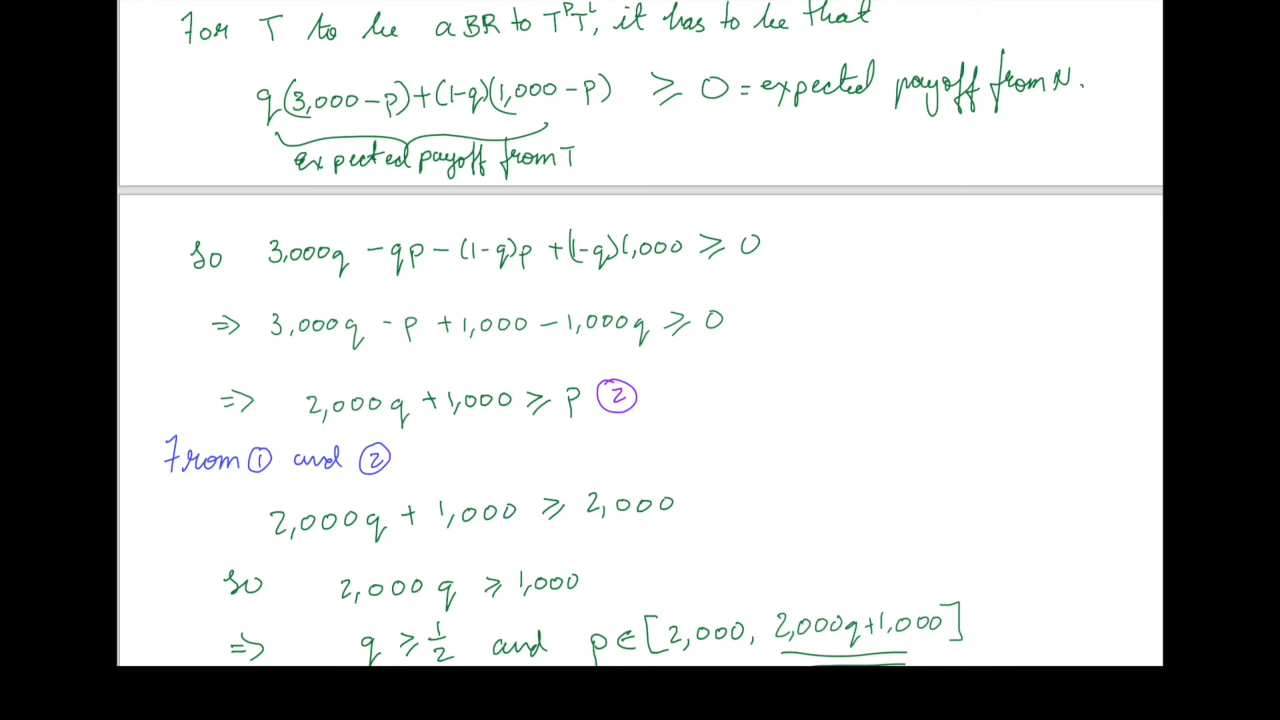 For T to be a BR to TᴾTᴸ, it has to be that
q(3,000-p)+(1-q)(1,000-p) ≥ 0 = expected payoff from N.
expected payoff from T
So 3,000q - qp - (1-q)p + (1-q)1,000 ≥ 0
⇒ 3,000q - p + 1,000 - 1,000q ≥ 0
⇒ 2,000q + 1,000 ≥ p ②
From ① and ②
2,000q + 1,000 ≥ 2,000
So 2,000q ≥ 1,000
⇒ q ≥ 1/2 and p ∈ [2,000, 2,000q+1,000]